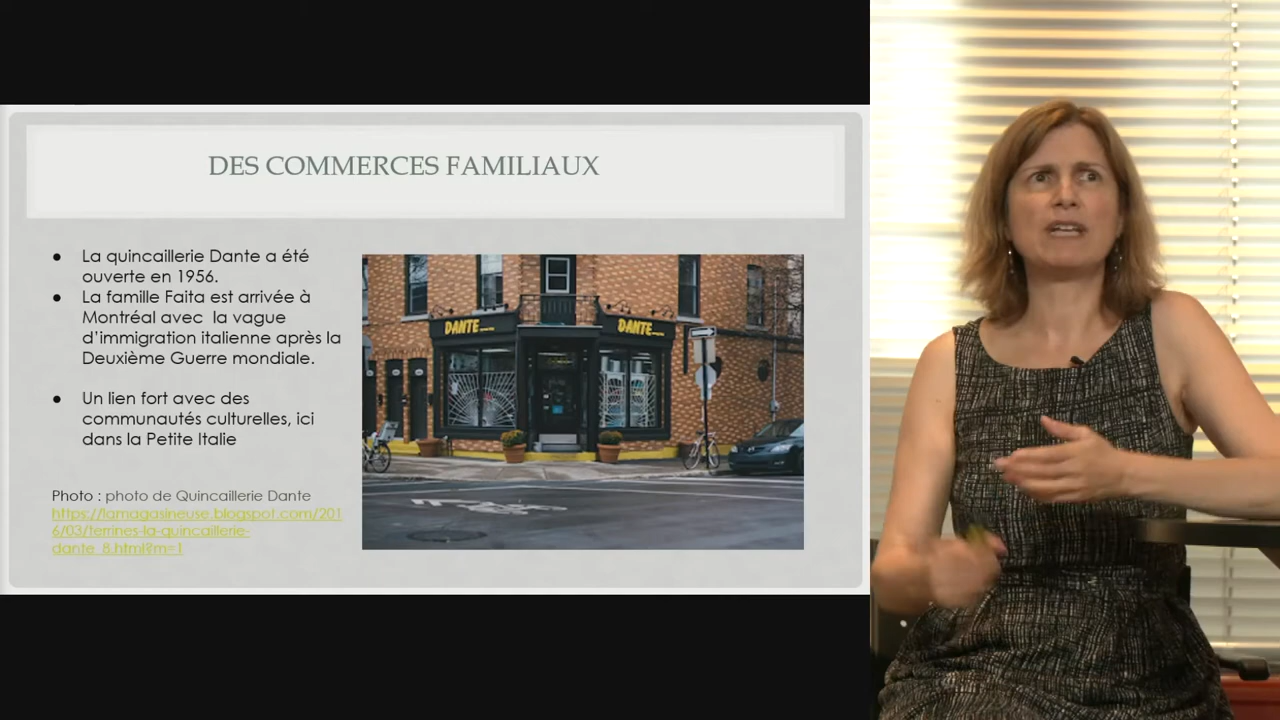 DES COMMERCES FAMILIAUX
● La quincaillerie Dante a été
ouverte en 1956.
● La famille Faita est arrivée à
Montréal avec la vague
d’immigration italienne après la
Deuxième Guerre mondiale.
● Un lien fort avec des
communautés culturelles, ici
dans la Petite Italie
Photo : photo de Quincaillerie Dante
https://lamagasineuse.blogspot.com/201
6/03/terrines-la-quincaillerie-
dante_8.html?m=1
DANTE
DANTE